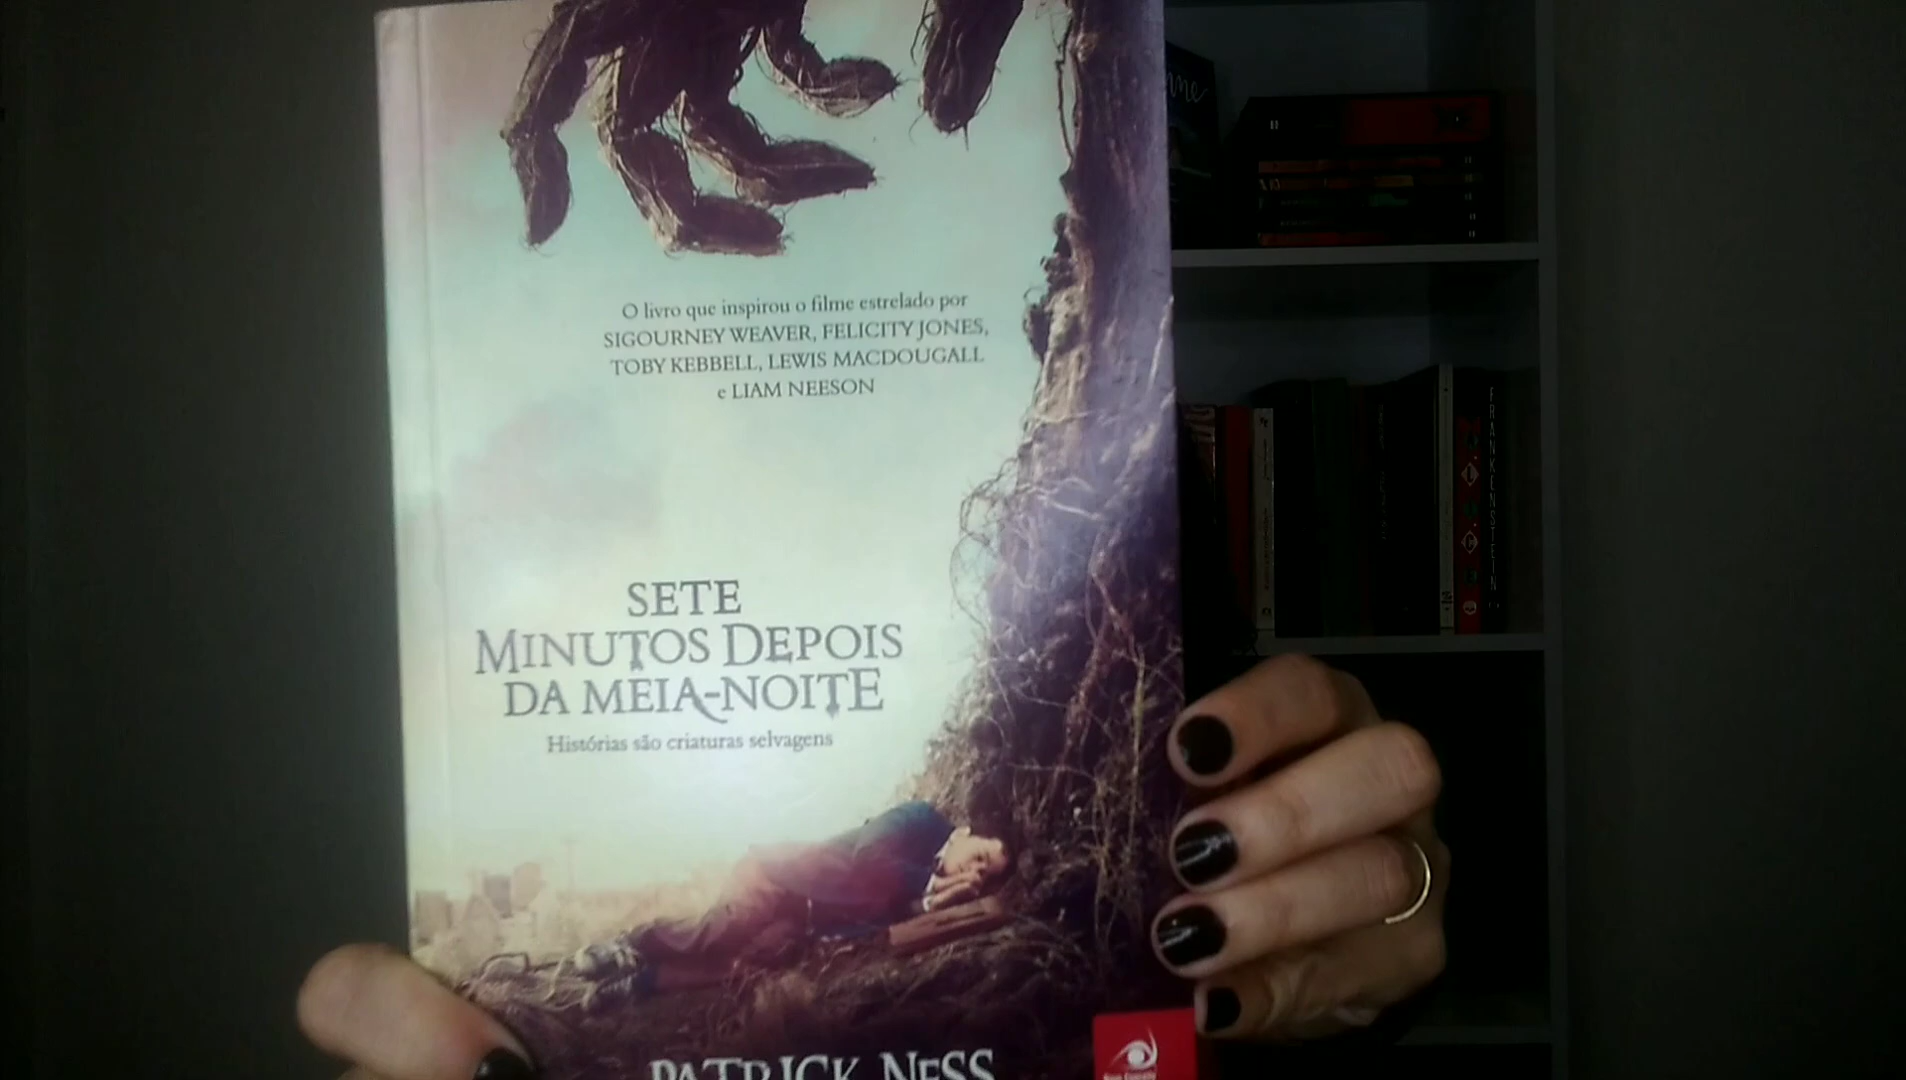 O livro que inspirou o filme estrelado por
SIGOURNEY WEAVER, FELICITY JONES,
TOBY KEBBELL, LEWIS MACDOUGALL
e LIAM NEESON
SETE
MINUTOS DEPOIS
DA MEIA-NOITE
Histórias são criaturas selvagens
PATRICK NESS
FRANKENSTEIN